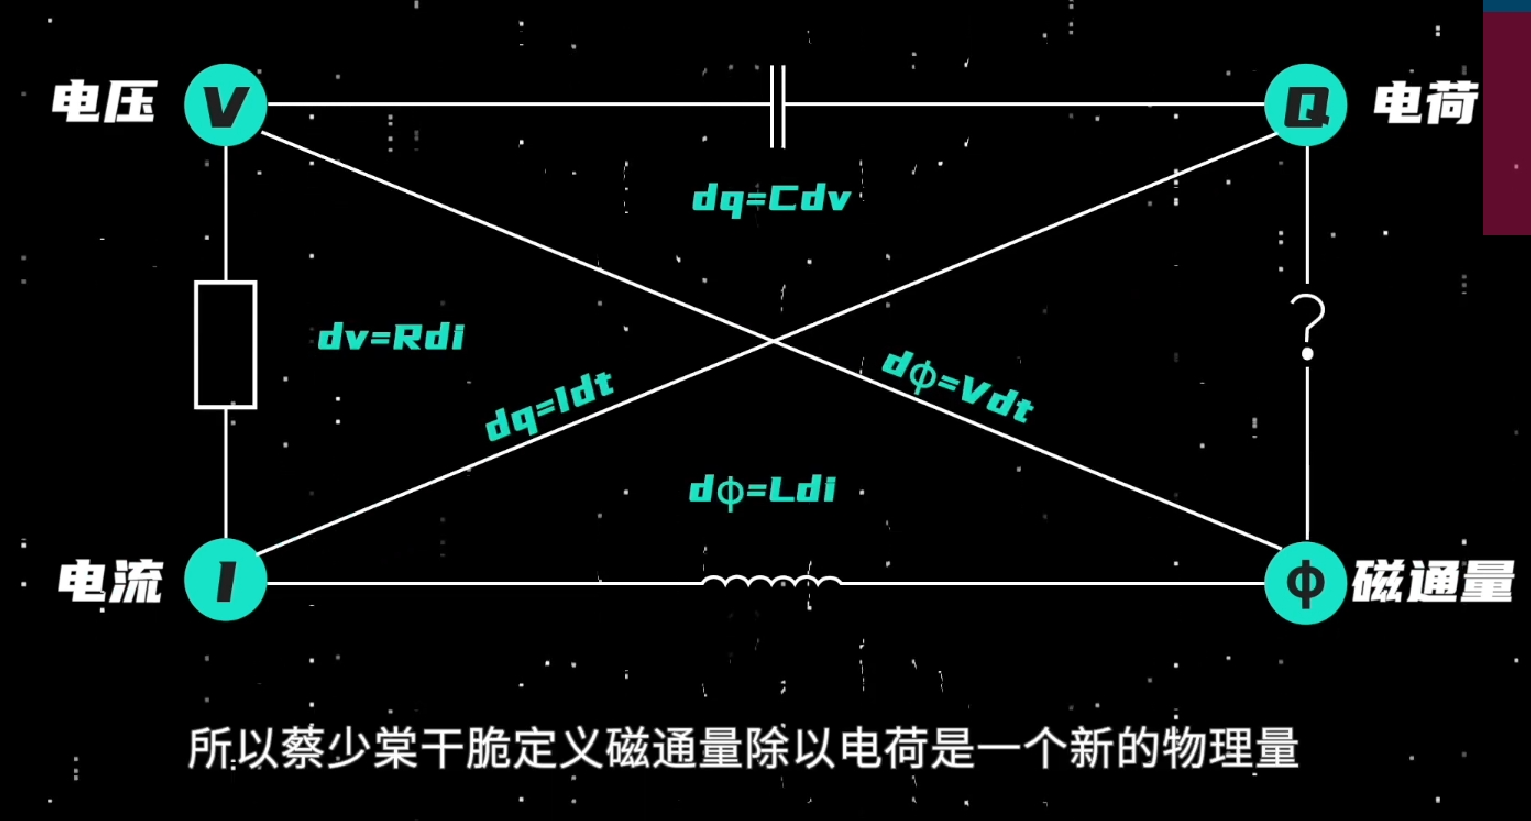 电压 V Q 电荷
dq=Cdv
?
dv=Rdi
dq=Idt
dφ=Vdt
dφ=Ldi
电流 I φ 磁通量
所以蔡少棠干脆定义磁通量除以电荷是一个新的物理量